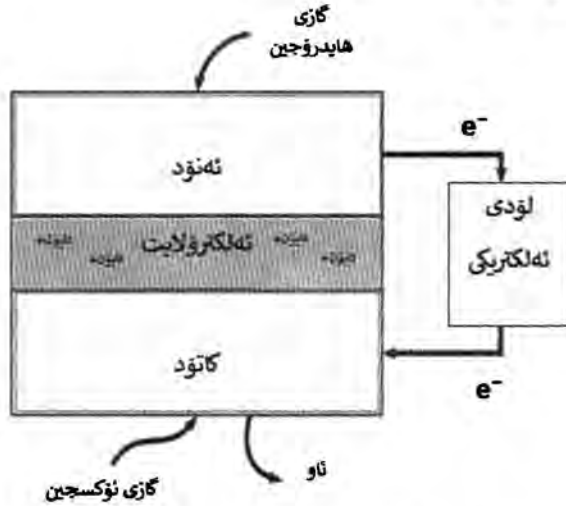 گازی
هایدرۆجین
e⁻
ئەنۆد
لۆدی
ئەلکتریکی
ئەلکترۆلایت
کاتۆد
e⁻
ئاو
گازی ئۆکسجین